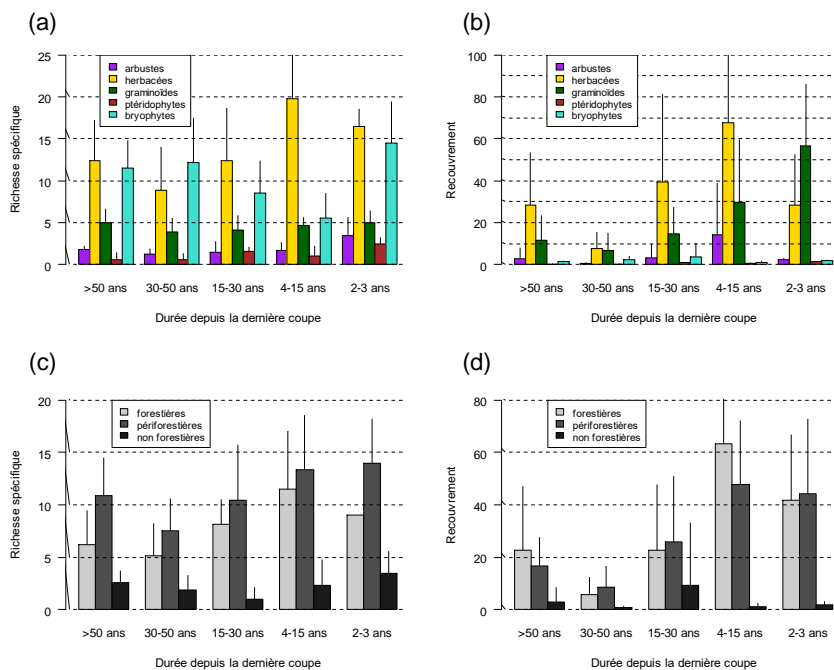 (a)
25
20
15
10
5
0
Richesse spécifique
arbustes
herbacées
graminoïdes
ptéridophytes
bryophytes
>50 ans 30-50 ans 15-30 ans 4-15 ans 2-3 ans
Durée depuis la dernière coupe
(b)
100
80
60
40
20
0
Recouvrement
arbustes
herbacées
graminoïdes
ptéridophytes
bryophytes
>50 ans 30-50 ans 15-30 ans 4-15 ans 2-3 ans
Durée depuis la dernière coupe
(c)
20
15
10
5
0
Richesse spécifique
forestières
périforestières
non forestières
>50 ans 30-50 ans 15-30 ans 4-15 ans 2-3 ans
Durée depuis la dernière coupe
(d)
80
60
40
20
0
Recouvrement
forestières
périforestières
non forestières
>50 ans 30-50 ans 15-30 ans 4-15 ans 2-3 ans
Durée depuis la dernière coupe